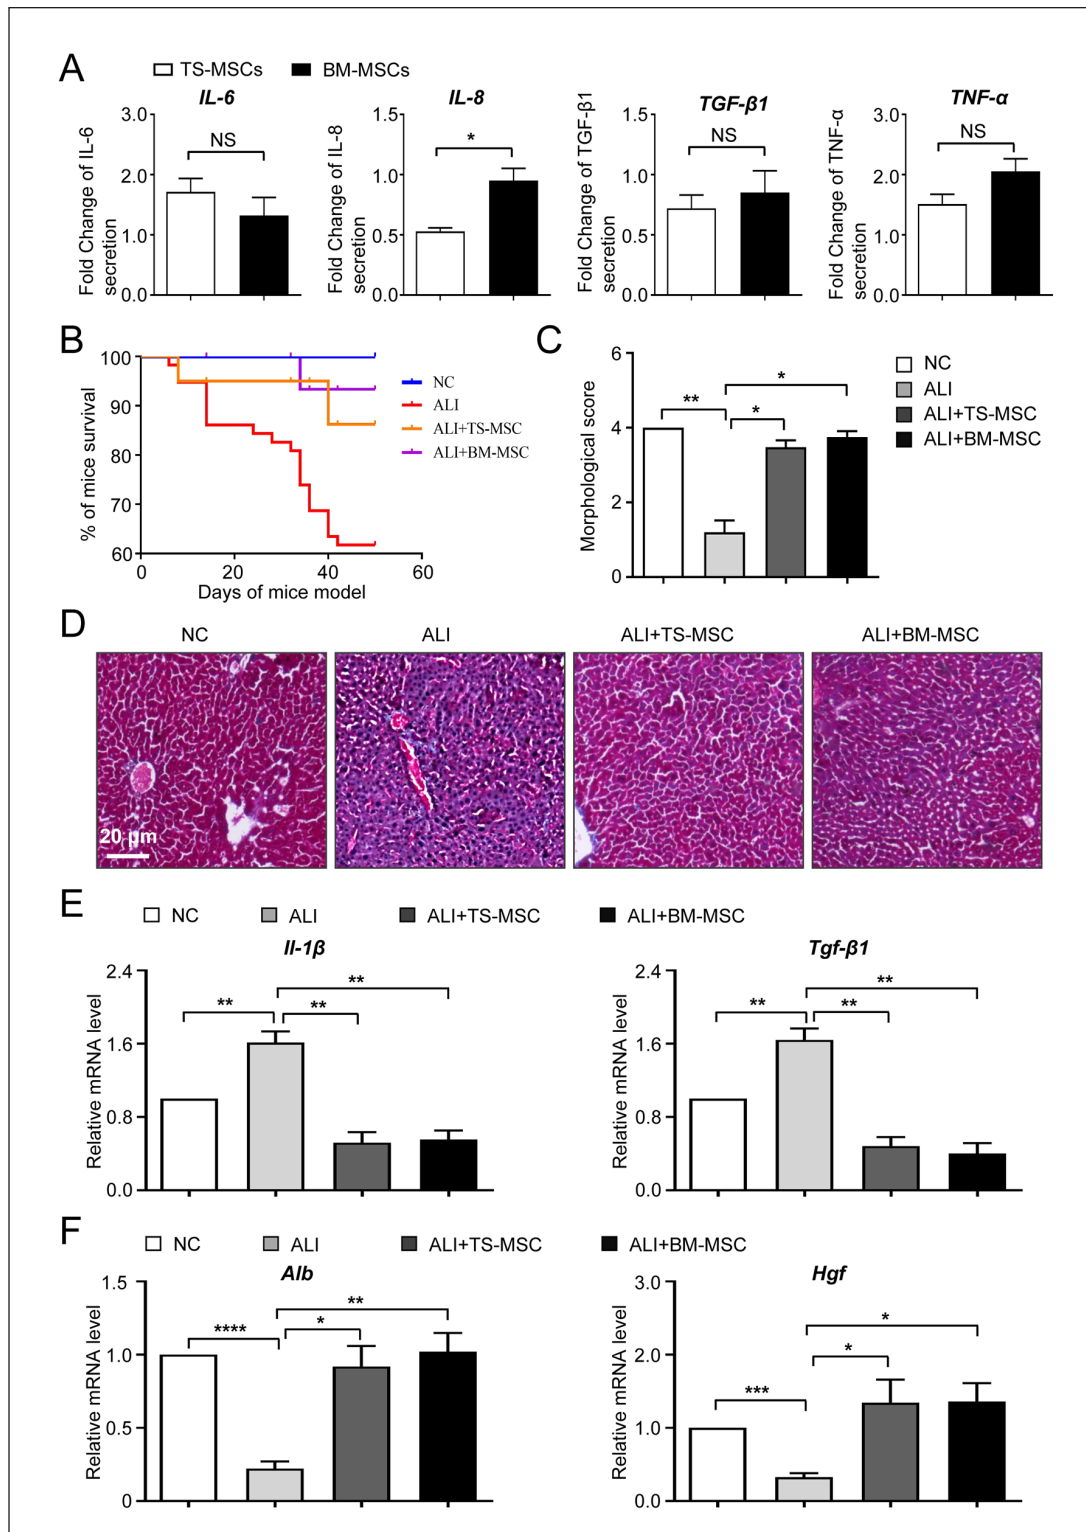 A
TS-MSCs BM-MSCs
IL-6 IL-8 TGF-β1 TNF-α
Fold Change of IL-6 secretion
3.0
2.0
1.0
0.0
NS
Fold Change of IL-8 secretion
1.5
1.0
0.5
0.0
*
Fold Change of TGF-β1 secretion
1.5
1.0
0.5
0.0
NS
Fold Change of TNF-α secretion
3.0
2.0
1.0
0.0
NS
B
% of mice survival
100
90
80
70
60
0 20 40 60
Days of mice model
NC
ALI
ALI+TS-MSC
ALI+BM-MSC
C
Morphological score
6
4
2
0
** * *
NC
ALI
ALI+TS-MSC
ALI+BM-MSC
D
NC ALI ALI+TS-MSC ALI+BM-MSC
20 μm
E
NC ALI ALI+TS-MSC ALI+BM-MSC
Il-1β
Relative mRNA level
2.4
1.6
0.8
0.0
** ** **
Tgf-β1
Relative mRNA level
2.4
1.6
0.8
0.0
** ** **
F
NC ALI ALI+TS-MSC ALI+BM-MSC
Alb
Relative mRNA level
1.5
1.0
0.5
0
**** * **
Hgf
Relative mRNA level
3.0
2.0
1.0
0.0
*** * *